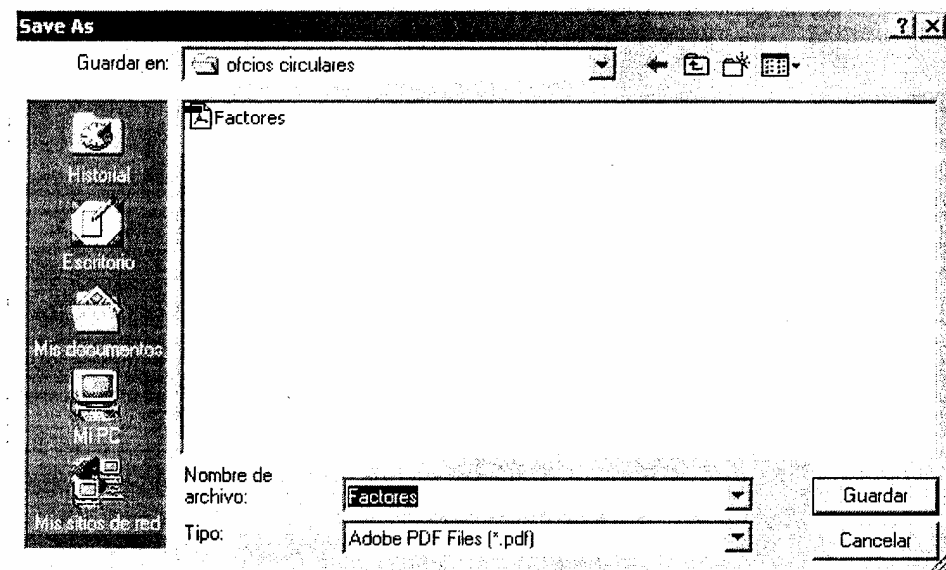 Save As
Guardar en: ofcios circulares
Factores
Historial
Escritorio
Mis documentos
Mi PC
Mis sitios de red
Nombre de archivo: Factores
Guardar
Tipo: Adobe PDF Files (*.pdf)
Cancelar